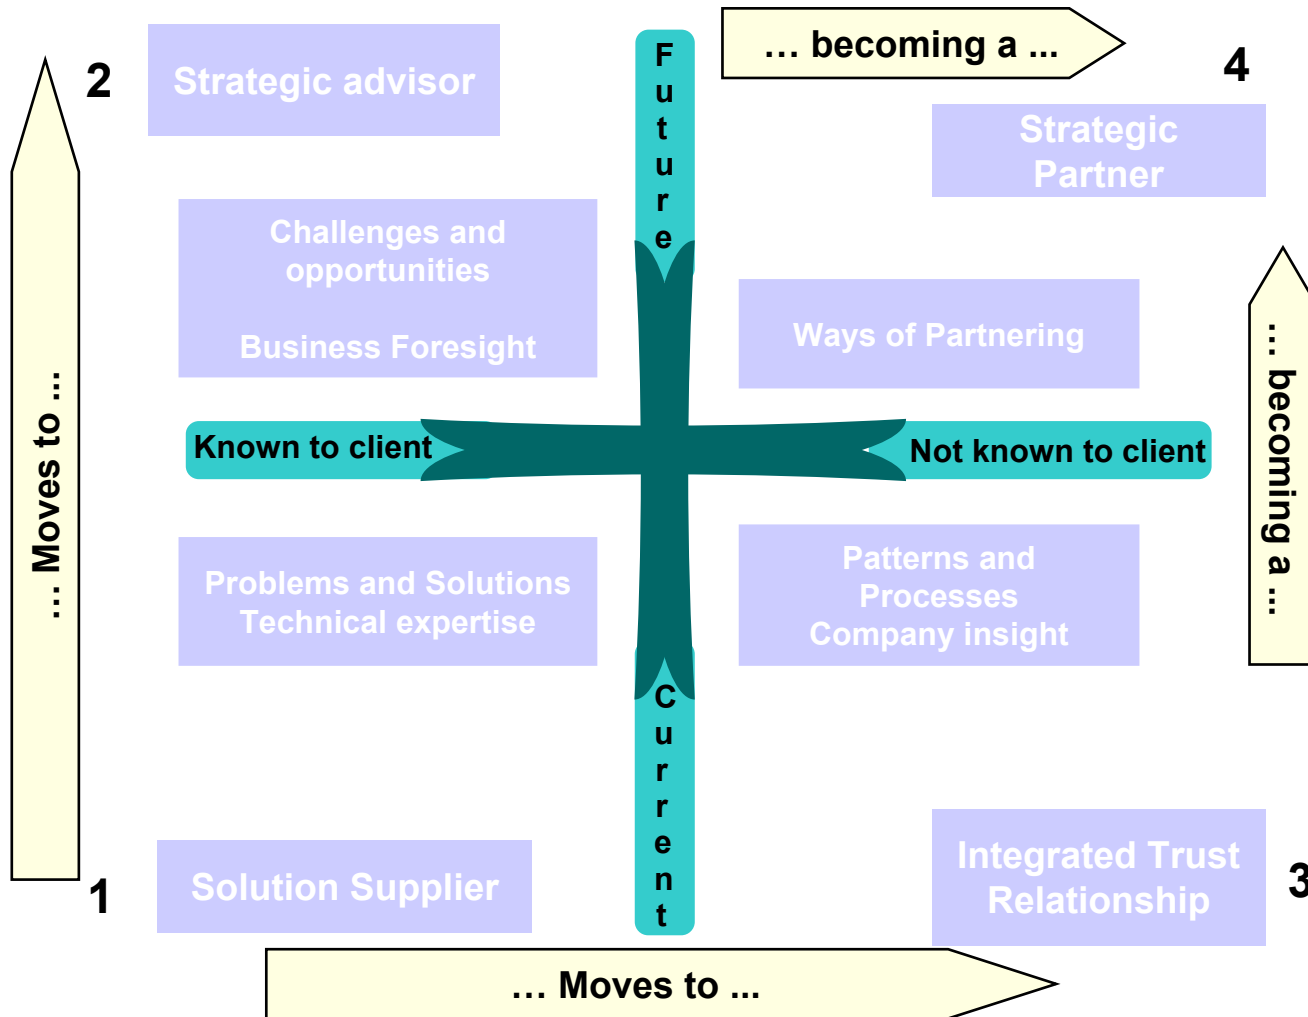 … becoming a ...
2
Strategic advisor
Future
4
Strategic
Partner
Challenges and
opportunities
Business Foresight
Ways of Partnering
… Moves to ...
… becoming a ...
Known to client
Not known to client
Problems and Solutions
Technical expertise
Patterns and
Processes
Company insight
Current
1
Solution Supplier
Integrated Trust
Relationship
3
… Moves to ...